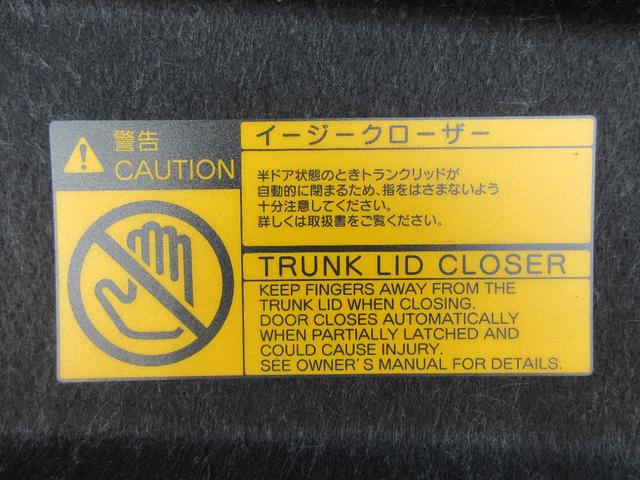 警告
CAUTION
イージークローザー
半ドア状態のときトランクリッドが
自動的に閉まるため、指をはさまないよう
十分注意してください。
詳しくは取扱書をご覧ください。
TRUNK LID CLOSER
KEEP FINGERS AWAY FROM THE
TRUNK LID WHEN CLOSING.
DOOR CLOSES AUTOMATICALLY
WHEN PARTIALLY LATCHED AND
COULD CAUSE INJURY.
SEE OWNER'S MANUAL FOR DETAILS.